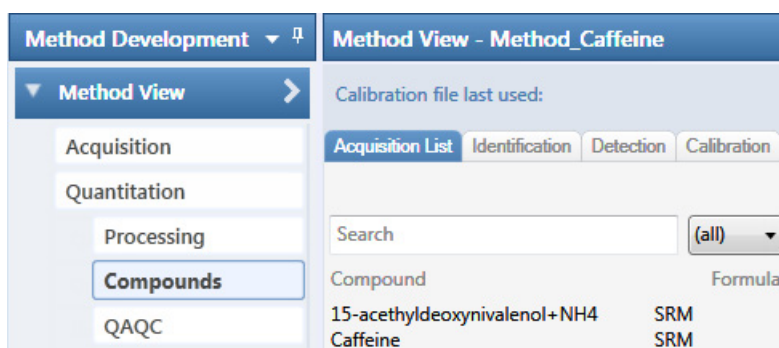 Method Development
Method View
Acquisition
Quantitation
Processing
Compounds
QAQC
Method View - Method_Caffeine
Calibration file last used:
Acquisition List Identification Detection Calibration
Search (all)
Compound Formula
15-acethyldeoxynivalenol+NH4 SRM
Caffeine SRM